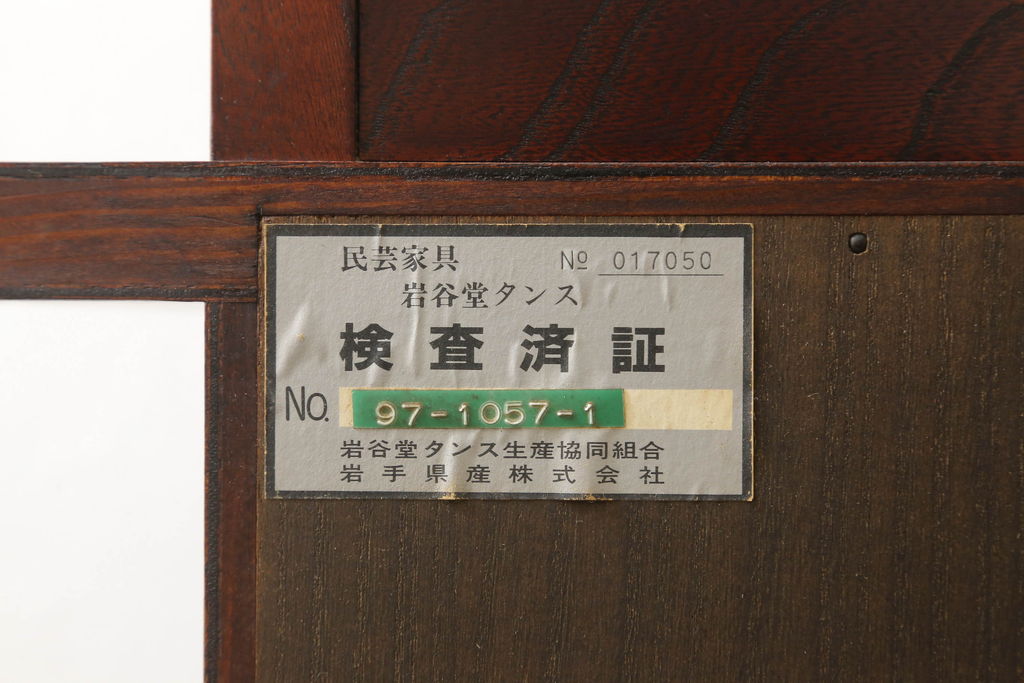 民芸家具 № 017050
岩谷堂タンス
検査済証
No. 97-1057-1
岩谷堂タンス生産協同組合
岩手県産株式会社